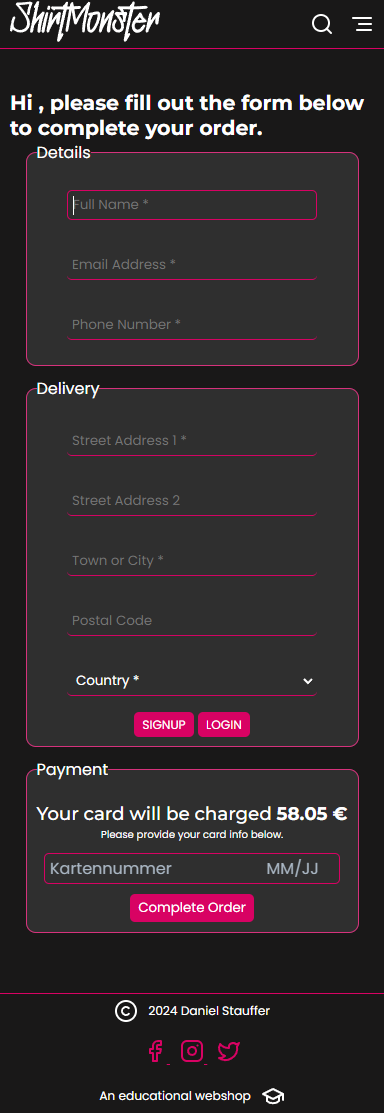 ShirtMonster
Hi , please fill out the form below
to complete your order.
Details
Full Name *
Email Address *
Phone Number *
Delivery
Street Address 1 *
Street Address 2
Town or City *
Postal Code
Country *
SIGNUP LOGIN
Payment
Your card will be charged 58.05 €
Please provide your card info below.
Kartennummer MM/JJ
Complete Order
© 2024 Daniel Stauffer
An educational webshop